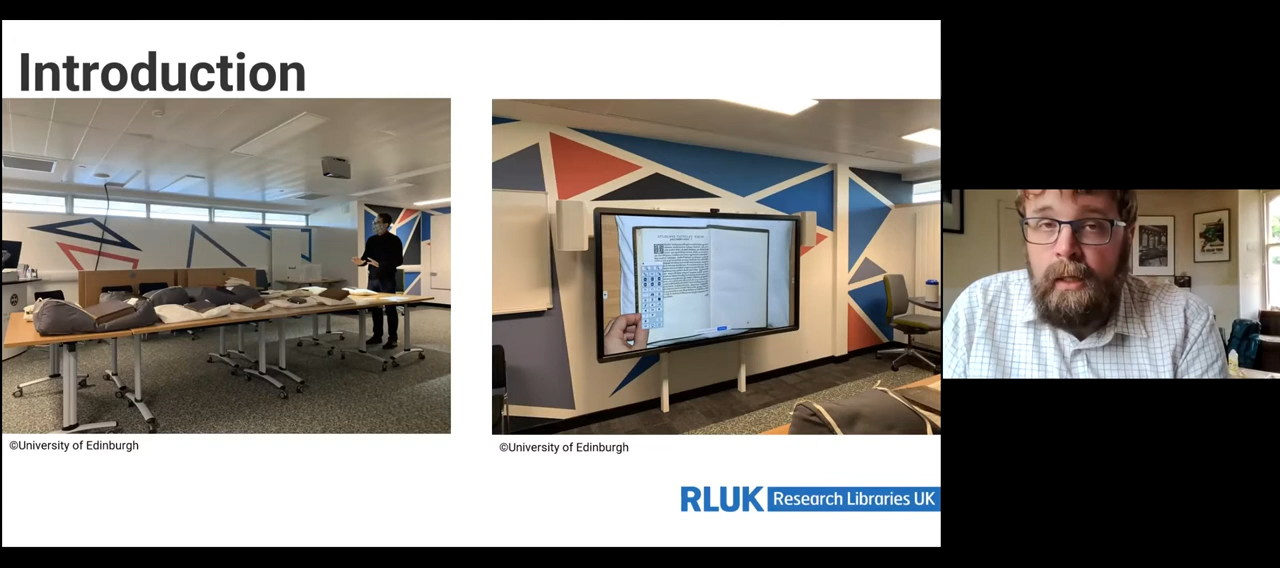 Introduction
©University of Edinburgh
©University of Edinburgh
RLUK Research Libraries UK